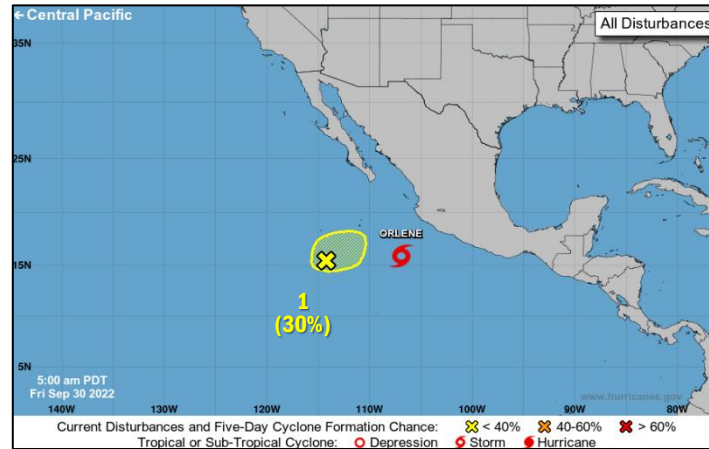 ← Central Pacific
All Disturbances
35N
25N
ORLENE
15N
1
(30%)
5N
5:00 am PDT
Fri Sep 30 2022
www.hurricanes.gov
140W 130W 120W 110W 100W 90W 80W
Current Disturbances and Five-Day Cyclone Formation Chance: < 40% 40-60% > 60%
Tropical or Sub-Tropical Cyclone: Depression Storm Hurricane